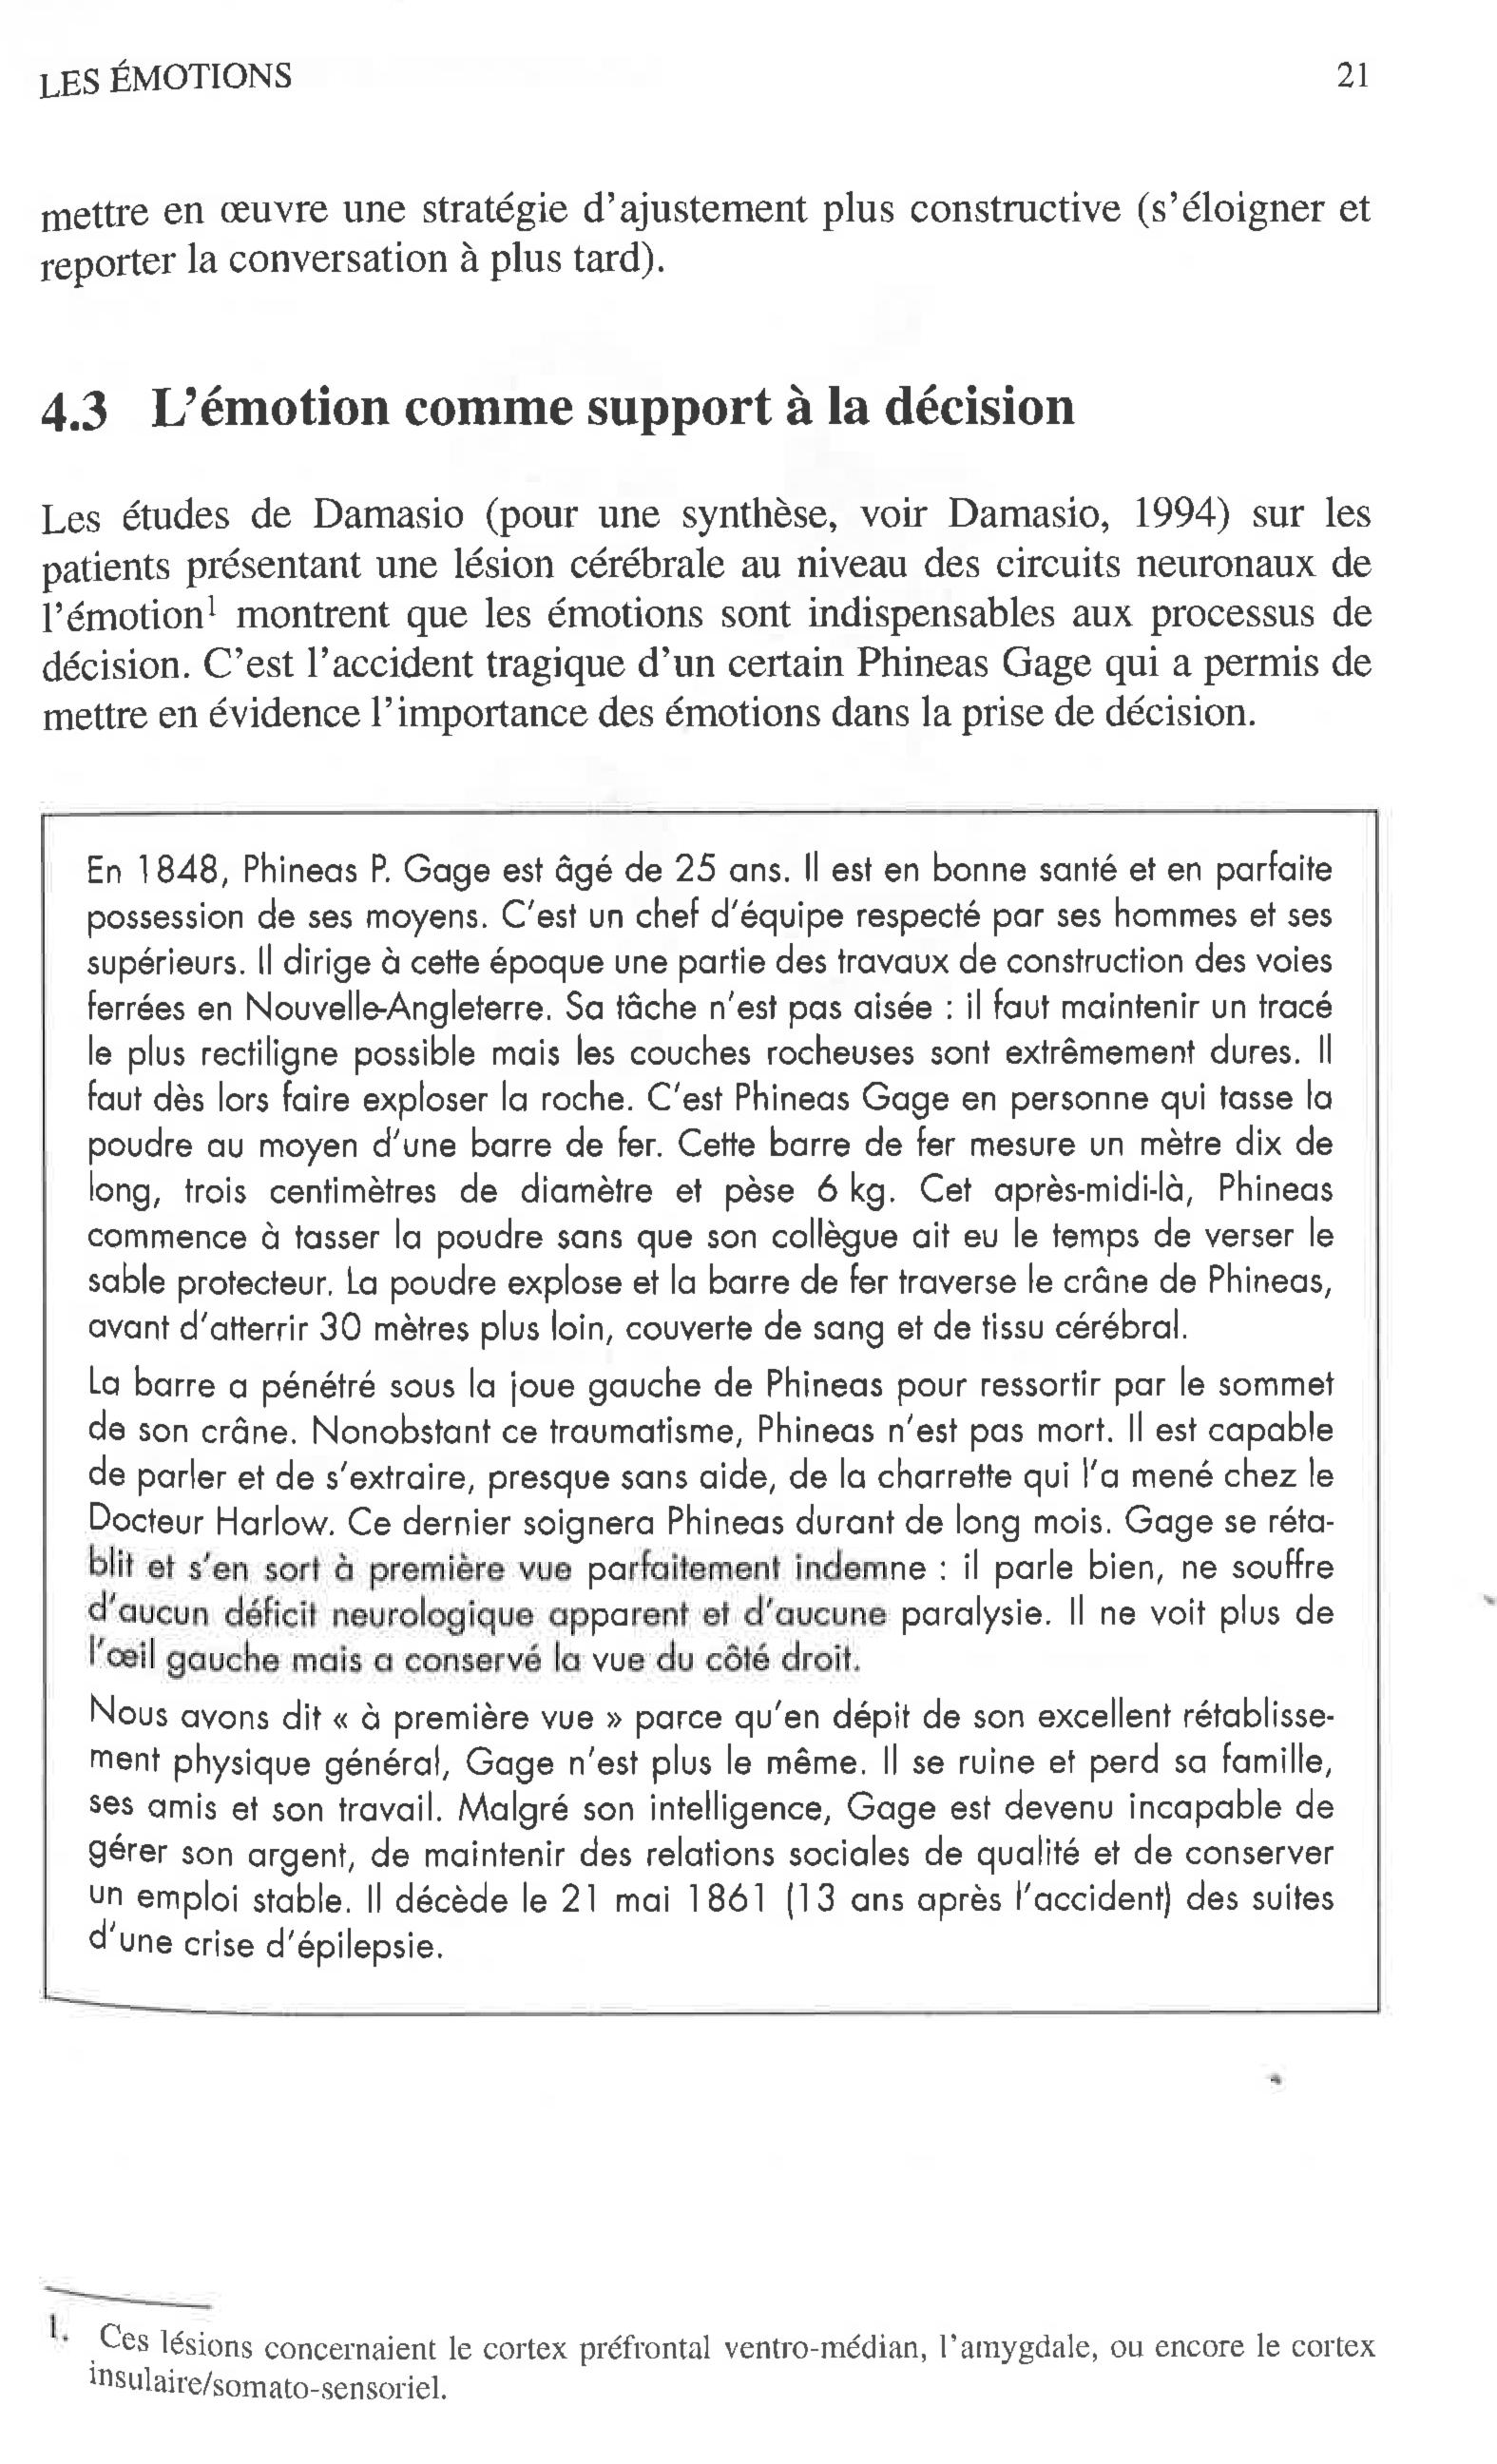 LES ÉMOTIONS 21
mettre en œuvre une stratégie d’ajustement plus constructive (s’éloigner et
reporter la conversation à plus tard).
4.3 L’émotion comme support à la décision
Les études de Damasio (pour une synthèse, voir Damasio, 1994) sur les
patients présentant une lésion cérébrale au niveau des circuits neuronaux de
l’émotion¹ montrent que les émotions sont indispensables aux processus de
décision. C’est l’accident tragique d’un certain Phineas Gage qui a permis de
mettre en évidence l’importance des émotions dans la prise de décision.
En 1848, Phineas P. Gage est âgé de 25 ans. Il est en bonne santé et en parfaite
possession de ses moyens. C’est un chef d’équipe respecté par ses hommes et ses
supérieurs. Il dirige à cette époque une partie des travaux de construction des voies
ferrées en Nouvelle-Angleterre. Sa tâche n’est pas aisée : il faut maintenir un tracé
le plus rectiligne possible mais les couches rocheuses sont extrêmement dures. Il
faut dès lors faire exploser la roche. C’est Phineas Gage en personne qui tasse la
poudre au moyen d’une barre de fer. Cette barre de fer mesure un mètre dix de
long, trois centimètres de diamètre et pèse 6 kg. Cet après-midi-là, Phineas
commence à tasser la poudre sans que son collègue ait eu le temps de verser le
sable protecteur. La poudre explose et la barre de fer traverse le crâne de Phineas,
avant d’atterrir 30 mètres plus loin, couverte de sang et de tissu cérébral.
La barre a pénétré sous la joue gauche de Phineas pour ressortir par le sommet
de son crâne. Nonobstant ce traumatisme, Phineas n’est pas mort. Il est capable
de parler et de s’extraire, presque sans aide, de la charrette qui l’a mené chez le
Docteur Harlow. Ce dernier soignera Phineas durant de long mois. Gage se réta-
blit et s’en sort à première vue parfaitement indemne : il parle bien, ne souffre
d’aucun déficit neurologique apparent et d’aucune paralysie. Il ne voit plus de
l’œil gauche mais a conservé la vue du côté droit.
Nous avons dit « à première vue » parce qu’en dépit de son excellent rétablisse-
ment physique général, Gage n’est plus le même. Il se ruine et perd sa famille,
ses amis et son travail. Malgré son intelligence, Gage est devenu incapable de
gérer son argent, de maintenir des relations sociales de qualité et de conserver
un emploi stable. Il décède le 21 mai 1861 (13 ans après l’accident) des suites
d’une crise d’épilepsie.
1. Ces lésions concernaient le cortex préfrontal ventro-médian, l’amygdale, ou encore le cortex
insulaire/somato-sensoriel.